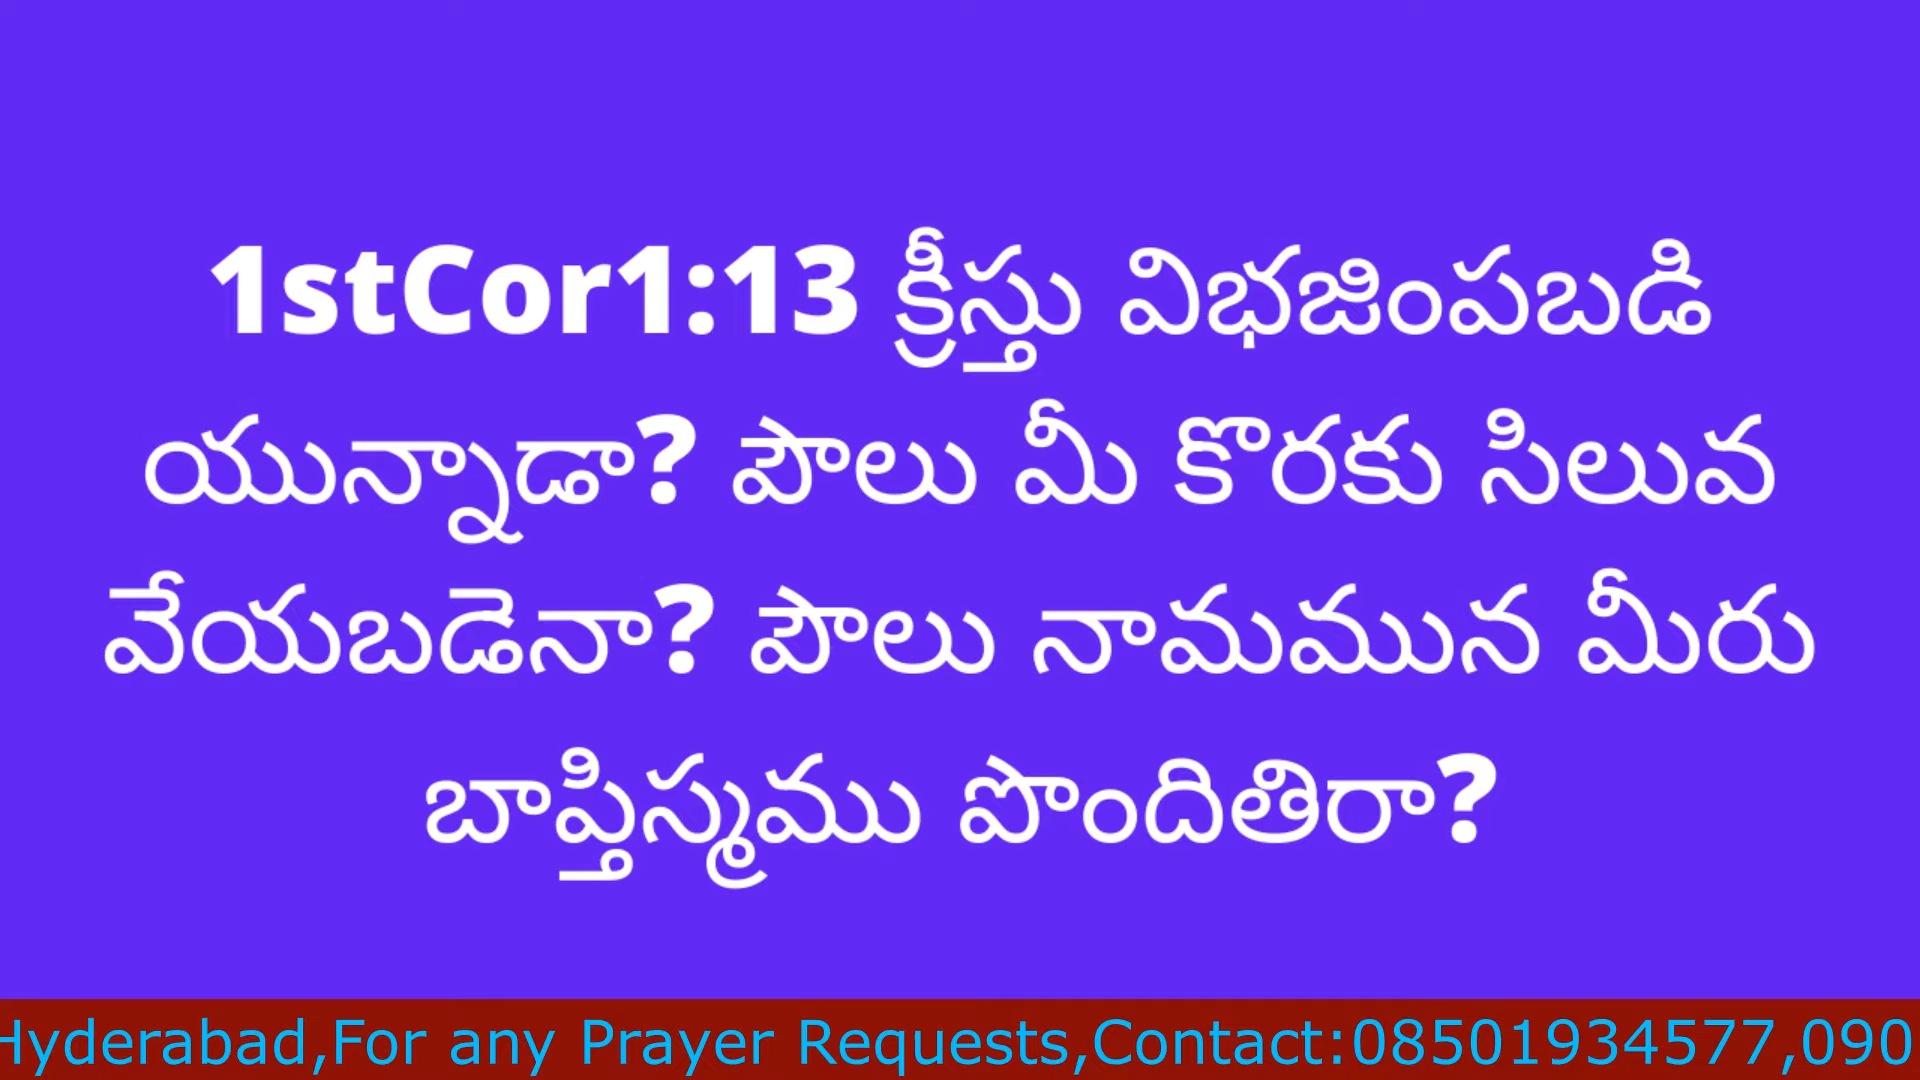 1stCor1:13 క్రీస్తు విభజింపబడి
యున్నాడా? పౌలు మీ కొరకు సిలువ
వేయబడెనా? పౌలు నామమున మీరు
బాప్తిస్మము పొందితిరా?
Hyderabad,For any Prayer Requests,Contact:08501934577,090